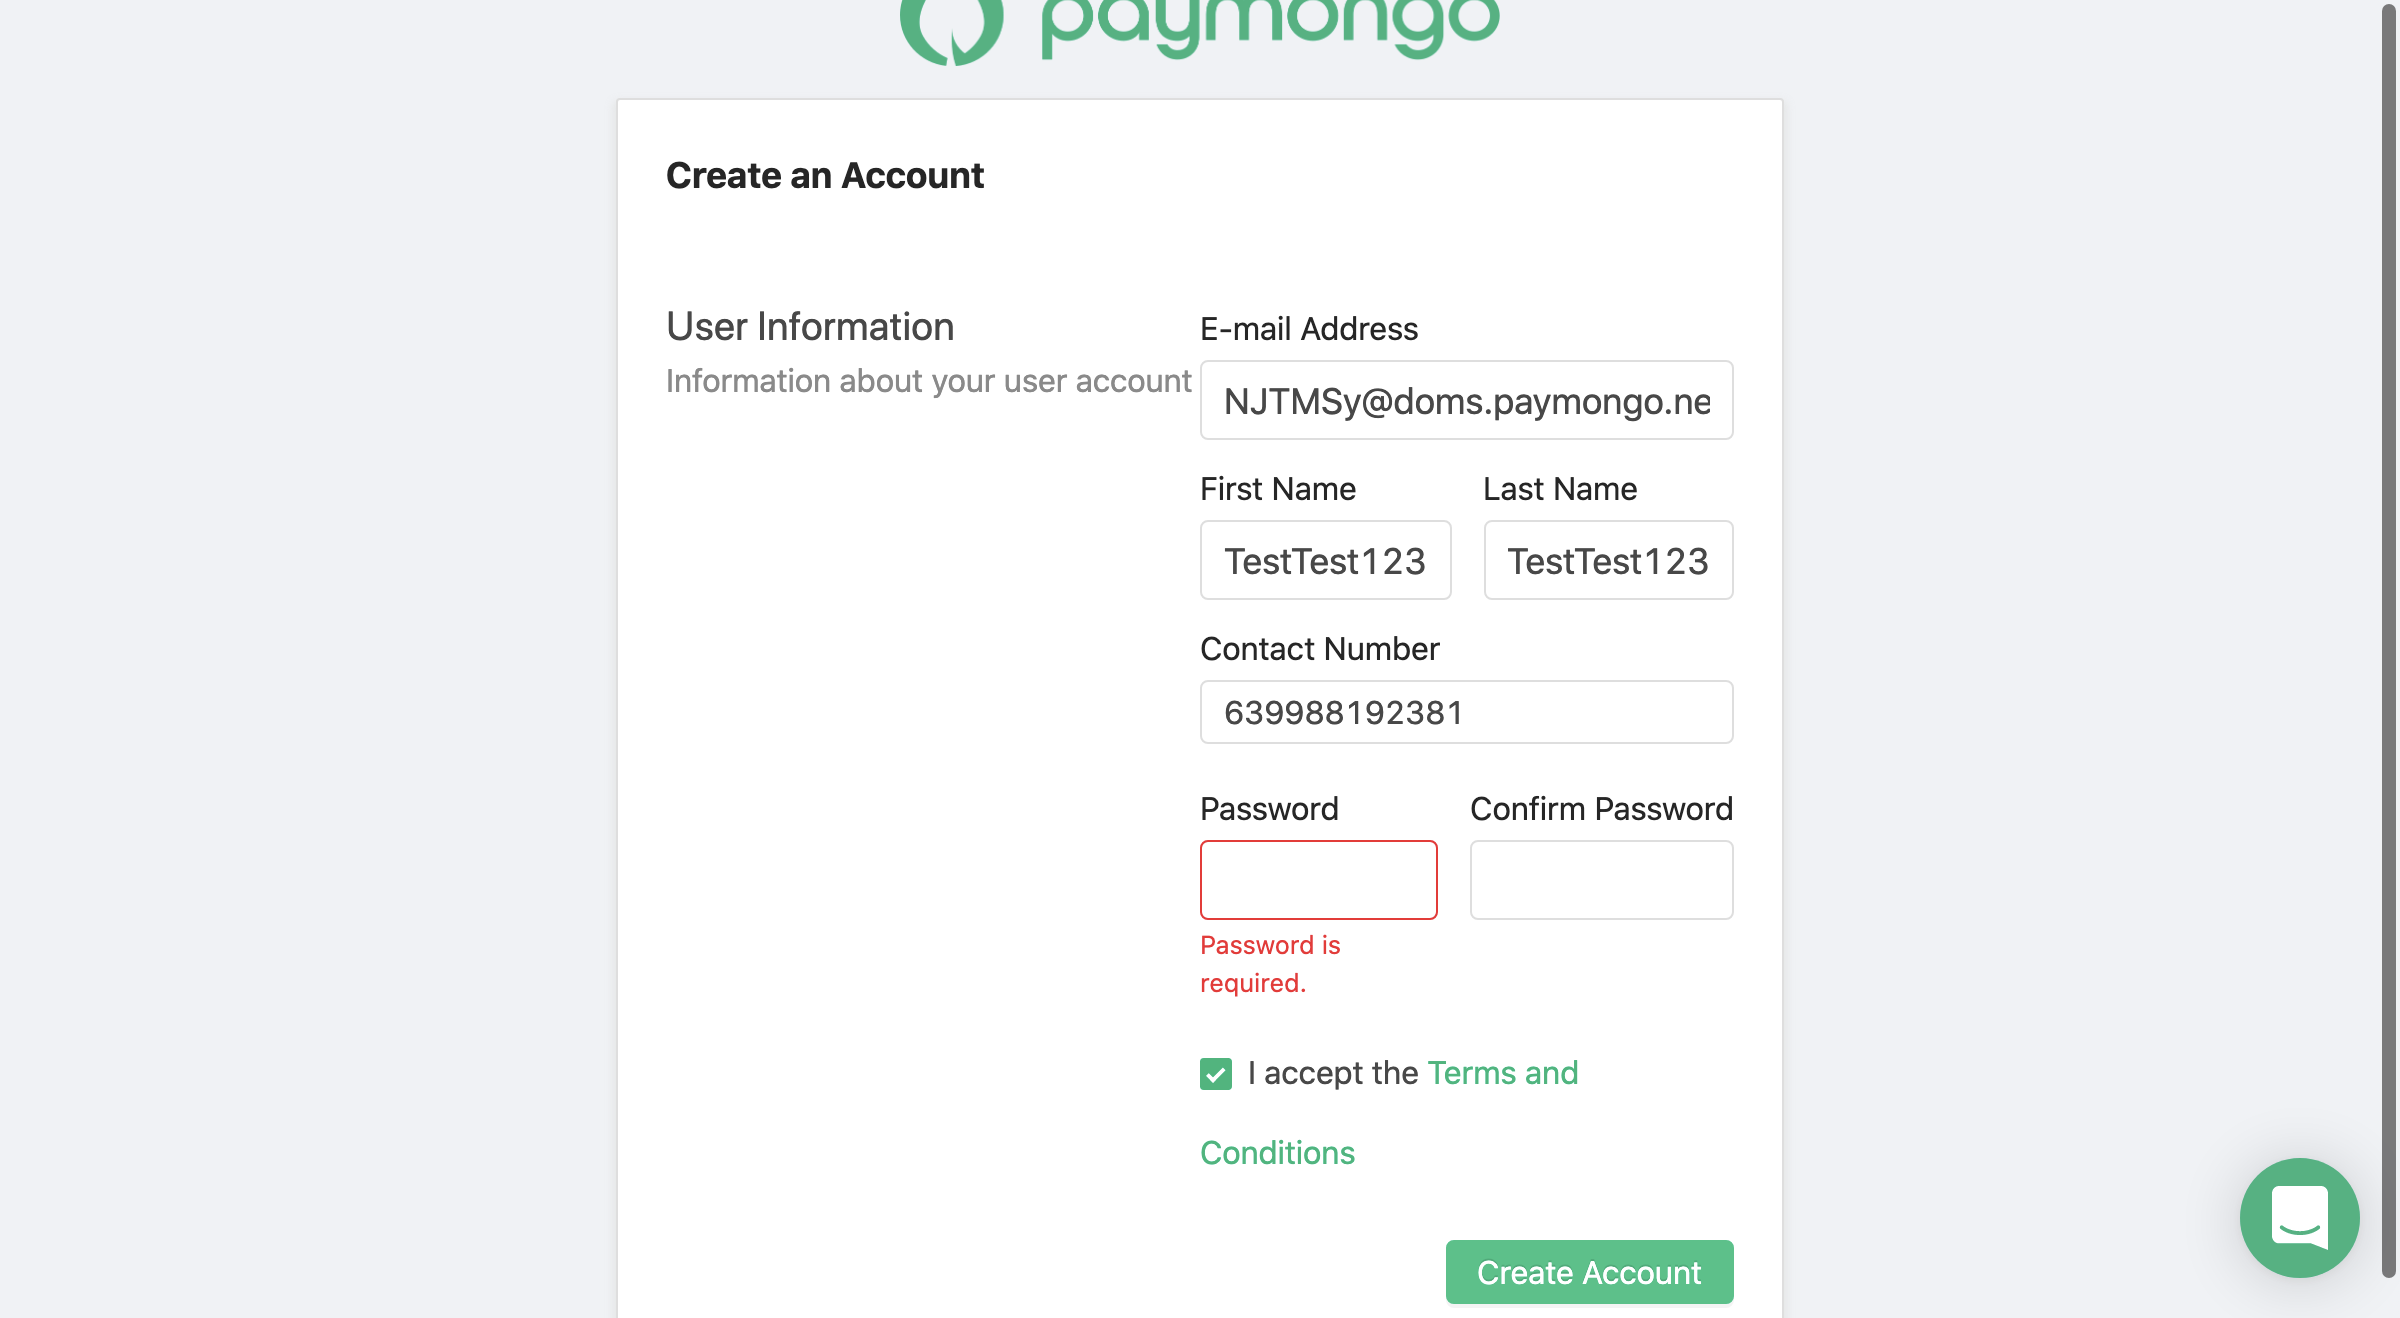 paymongo
Create an Account
User Information
Information about your user account
E-mail Address
NJTMSy@doms.paymongo.ne
First Name
Last Name
TestTest123
TestTest123
Contact Number
639988192381
Password
Confirm Password
Password is
required.
I accept the Terms and
Conditions
Create Account